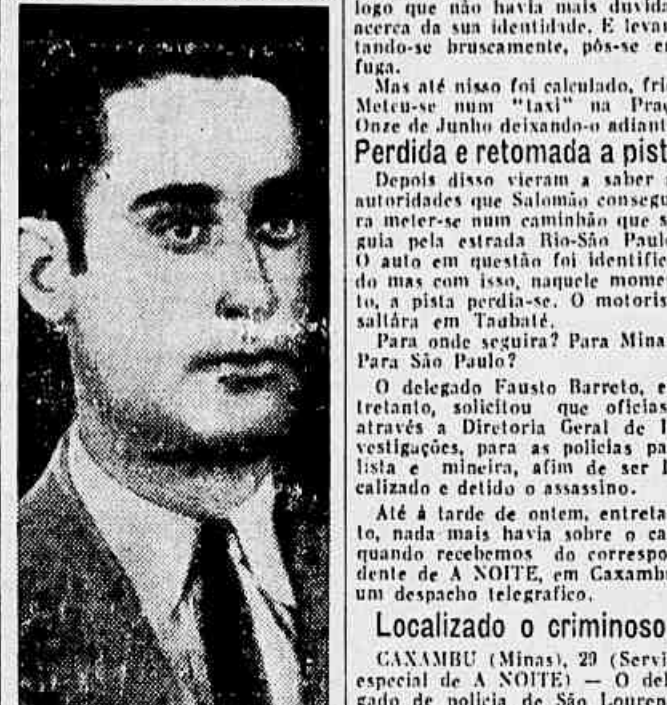 logo que não havia mais duvida
acerca da sua identidade. E levan-
tando-se bruscamente, pôs-se e
fuga.
Mas até nisso foi calculado, fri
Meteu-se num "taxi" na Pra
Onze de Junho deixando-o adiant
Perdida e retomada a pist
Depois disso vieram a saber
autoridades que Salomão consegu
ra meter-se num caminhão que s
guia pela estrada Rio-São Paul
O auto em questão foi identific
do mas com isso, naquele mome
to, a pista perdia-se. O motoris
saltára em Taubaté.
Para onde seguira? Para Mina
Para São Paulo?
O delegado Fausto Barreto, e
tretanto, solicitou que oficias
através a Diretoria Geral de I
vestigações, para as policias pa
lista e mineira, afim de ser l
calizado e detido o assassino.
Até à tarde de ontem, entreta
to, nada mais havia sobre o ca
quando recebemos do correspo
dente de A NOITE, em Caxamb
um despacho telegrafico.
Localizado o criminoso
CAXAMBU (Minas), 29 (Servi
especial de A NOITE) — O del
gado de policia de São Louren